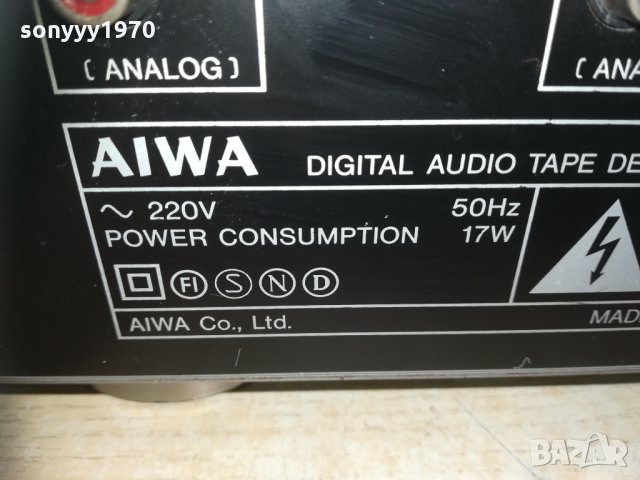 sonyyy1970
( ANALOG )
( ANA
AIWA DIGITAL AUDIO TAPE DE
~ 220V 50Hz
POWER CONSUMPTION 17W
FI S N D
AIWA Co., Ltd. MAD
BAZAR